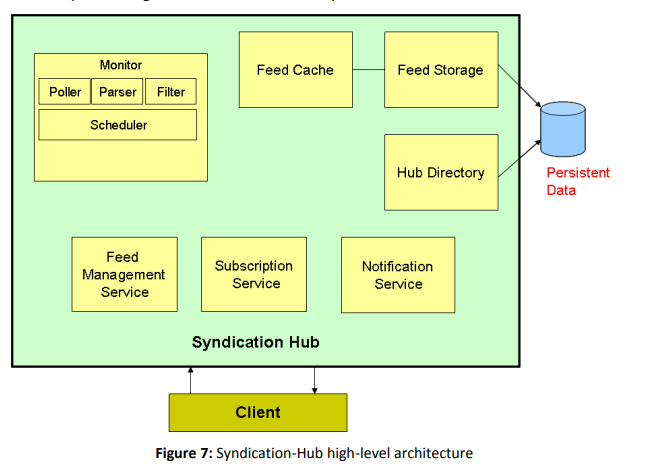 Monitor
Poller
Parser
Filter
Scheduler
Feed Cache
Feed Storage
Hub Directory
Persistent
Data
Feed
Management
Service
Subscription
Service
Notification
Service
Syndication Hub
Client
Figure 7: Syndication-Hub high-level architecture